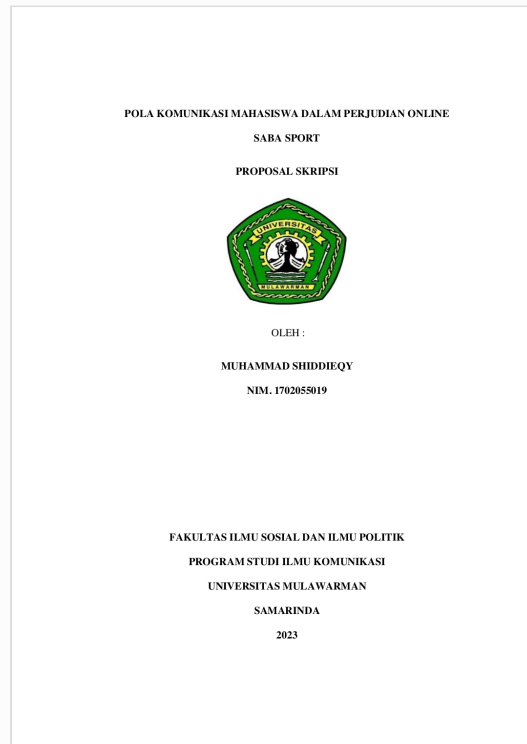 POLA KOMUNIKASI MAHASISWA DALAM PERJUDIAN ONLINE
SABA SPORT
PROPOSAL SKRIPSI
UNIVERSITAS
MULAWARMAN
OLEH :
MUHAMMAD SHIDDIEQY
NIM. 1702055019
FAKULTAS ILMU SOSIAL DAN ILMU POLITIK
PROGRAM STUDI ILMU KOMUNIKASI
UNIVERSITAS MULAWARMAN
SAMARINDA
2023